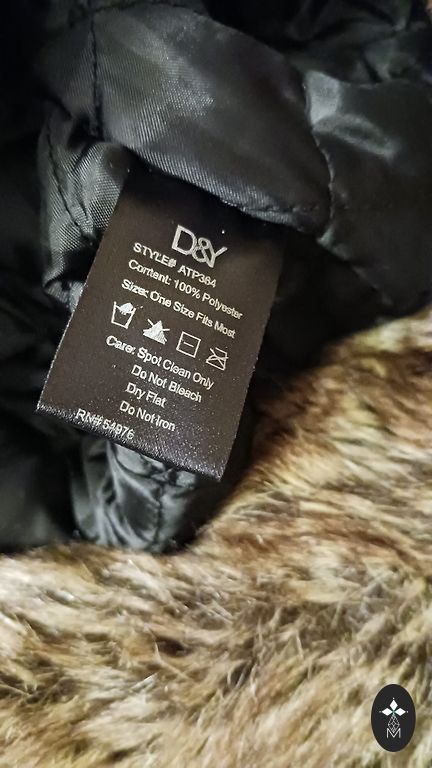 D&Y
STYLE# ATP364
Content: 100% Polyester
Size: One Size Fits Most
Care: Spot Clean Only
Do Not Bleach
Dry Flat
Do Not Iron
RN# 54976
M